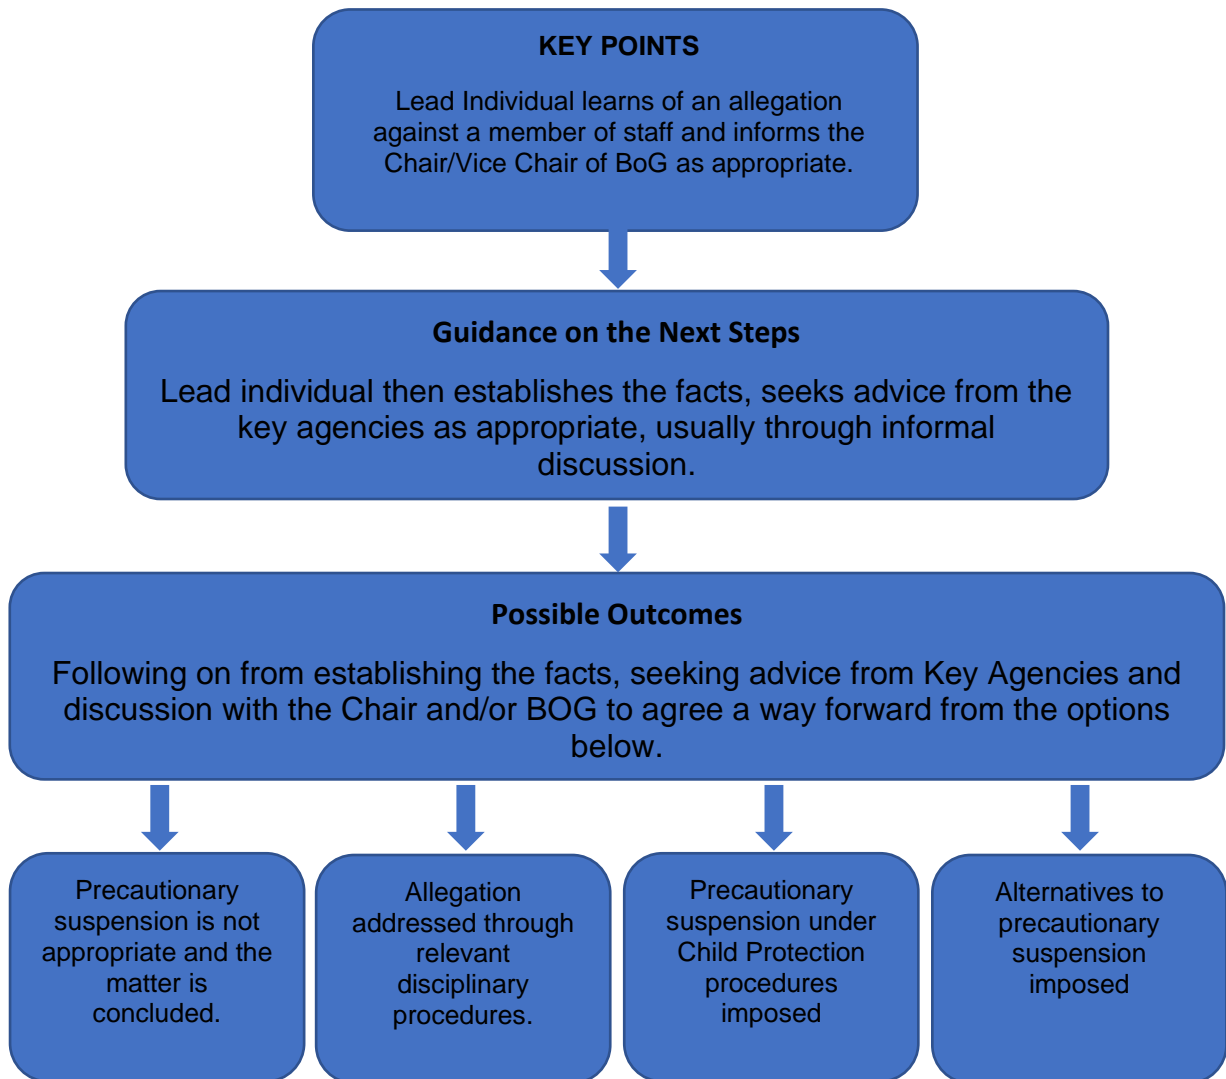 KEY POINTS
Lead Individual learns of an allegation
against a member of staff and informs the
Chair/Vice Chair of BoG as appropriate.
Guidance on the Next Steps
Lead individual then establishes the facts, seeks advice from the
key agencies as appropriate, usually through informal
discussion.
Possible Outcomes
Following on from establishing the facts, seeking advice from Key Agencies and
discussion with the Chair and/or BOG to agree a way forward from the options
below.
Precautionary
suspension is not
appropriate and the
matter is
concluded.
Allegation
addressed through
relevant
disciplinary
procedures.
Precautionary
suspension under
Child Protection
procedures
imposed
Alternatives to
precautionary
suspension
imposed